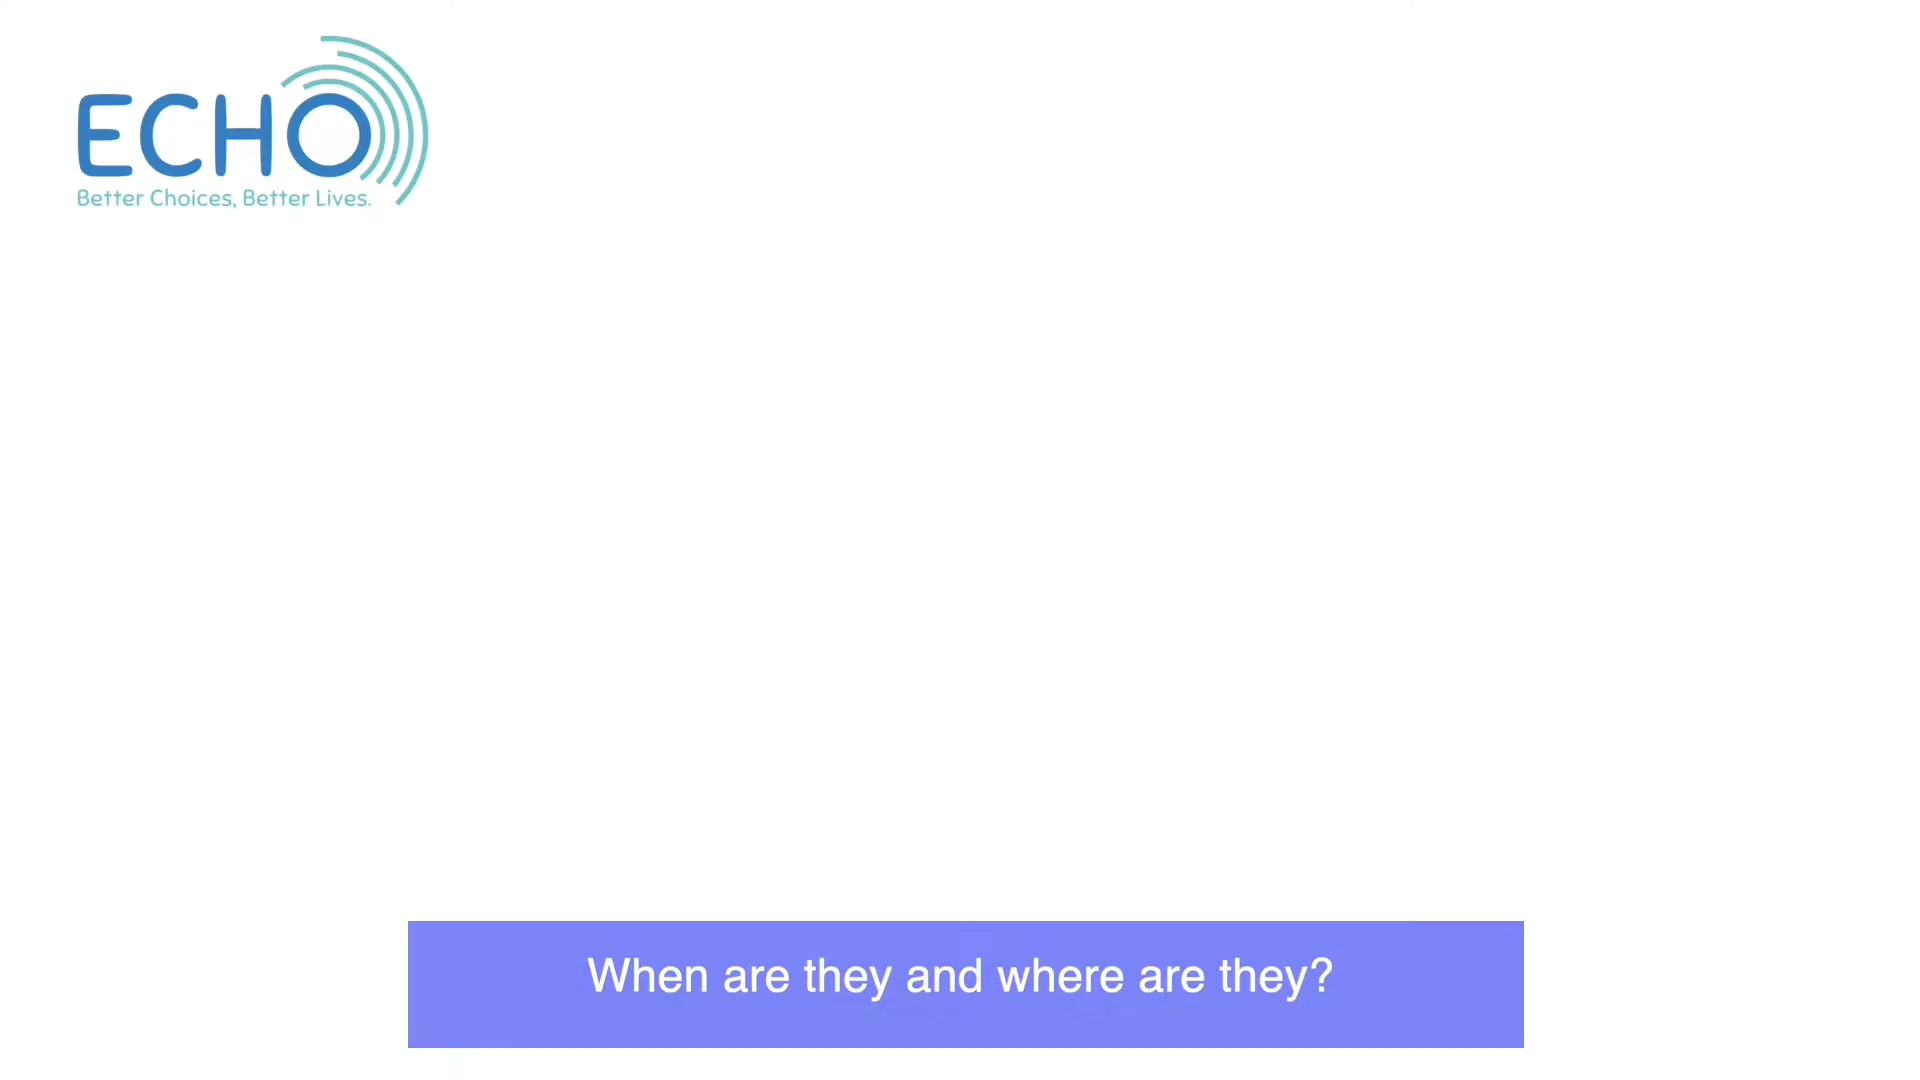 ECHO
Better Choices, Better Lives.
When are they and where are they?